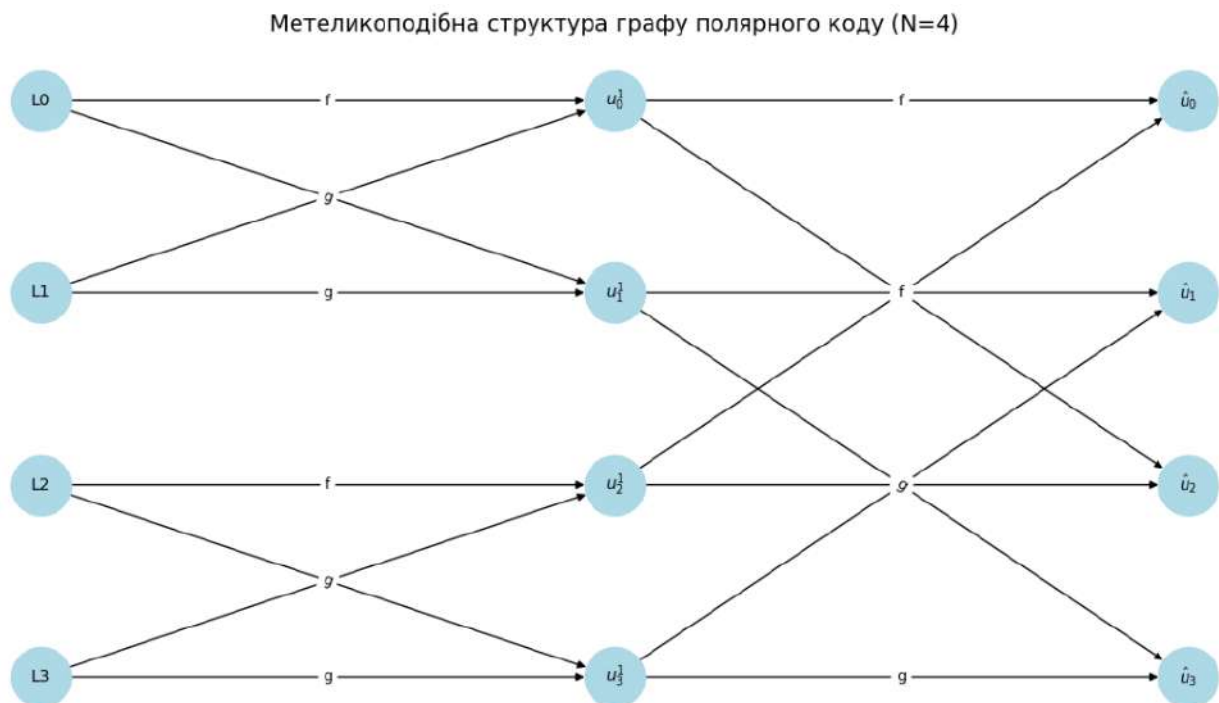 Метеликоподібна структура графу полярного коду (N=4)
L0 f u₀¹ f û₀
g
L1 g u₁¹ f û₁
L2 f u₂¹ g û₂
g
L3 g u₃¹ g û₃